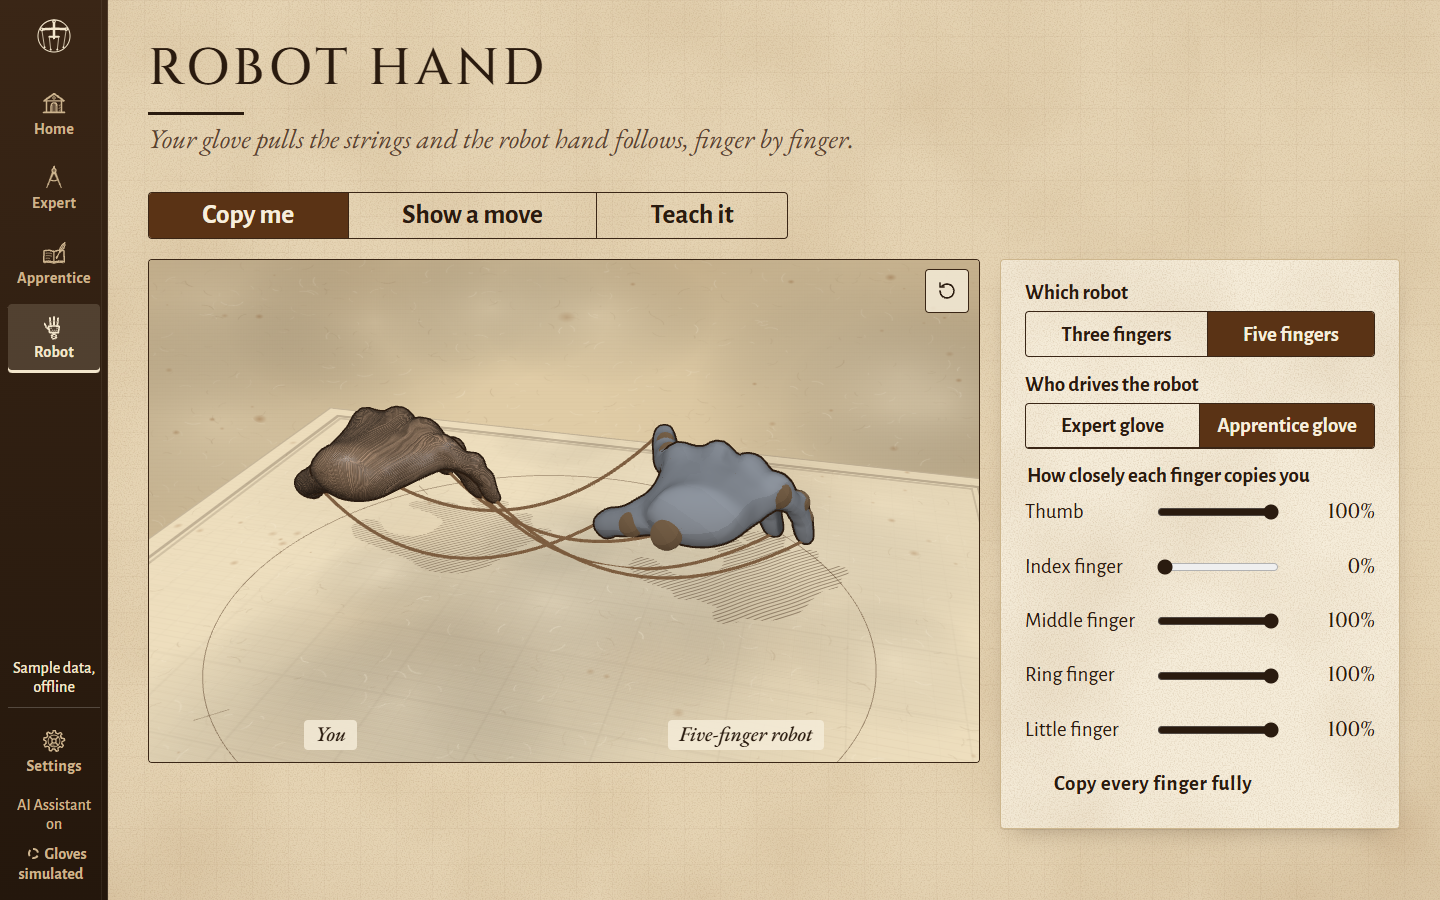 ROBOT HAND
Your glove pulls the strings and the robot hand follows, finger by finger.
Home
Expert
Apprentice
Robot
Sample data,
offline
Settings
AI Assistant
on
Gloves
simulated
Copy me
Show a move
Teach it
You
Five-finger robot
Which robot
Three fingers
Five fingers
Who drives the robot
Expert glove
Apprentice glove
How closely each finger copies you
Thumb 100%
Index finger 0%
Middle finger 100%
Ring finger 100%
Little finger 100%
Copy every finger fully